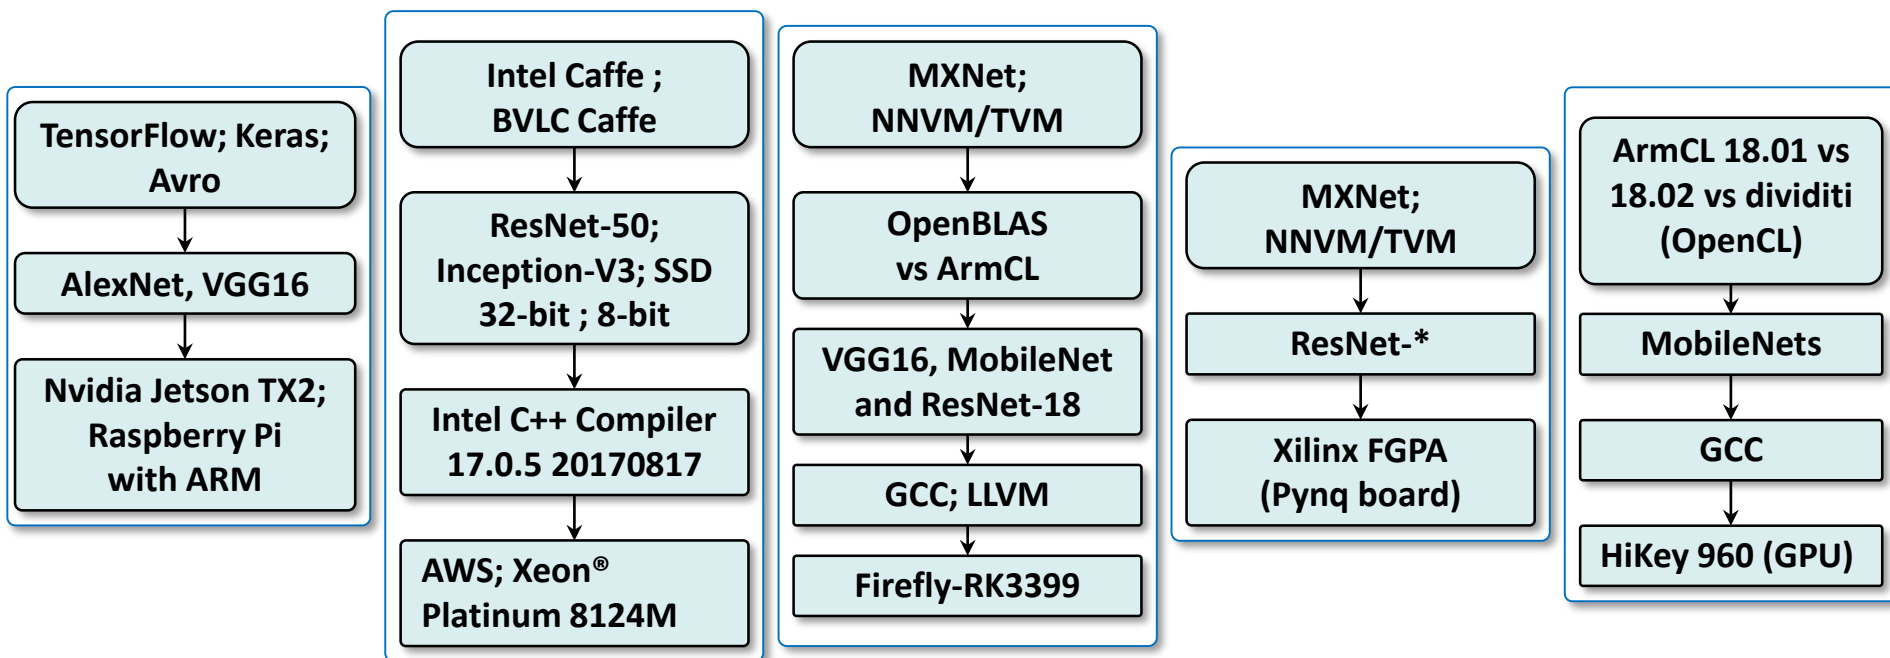 TensorFlow; Keras;
Avro
AlexNet, VGG16
Nvidia Jetson TX2;
Raspberry Pi
with ARM
Intel Caffe ;
BVLC Caffe
ResNet-50;
Inception-V3; SSD
32-bit ; 8-bit
Intel C++ Compiler
17.0.5 20170817
AWS; Xeon®
Platinum 8124M
MXNet;
NNVM/TVM
OpenBLAS
vs ArmCL
VGG16, MobileNet
and ResNet-18
GCC; LLVM
Firefly-RK3399
MXNet;
NNVM/TVM
ResNet-*
Xilinx FGPA
(Pynq board)
ArmCL 18.01 vs
18.02 vs dividiti
(OpenCL)
MobileNets
GCC
HiKey 960 (GPU)